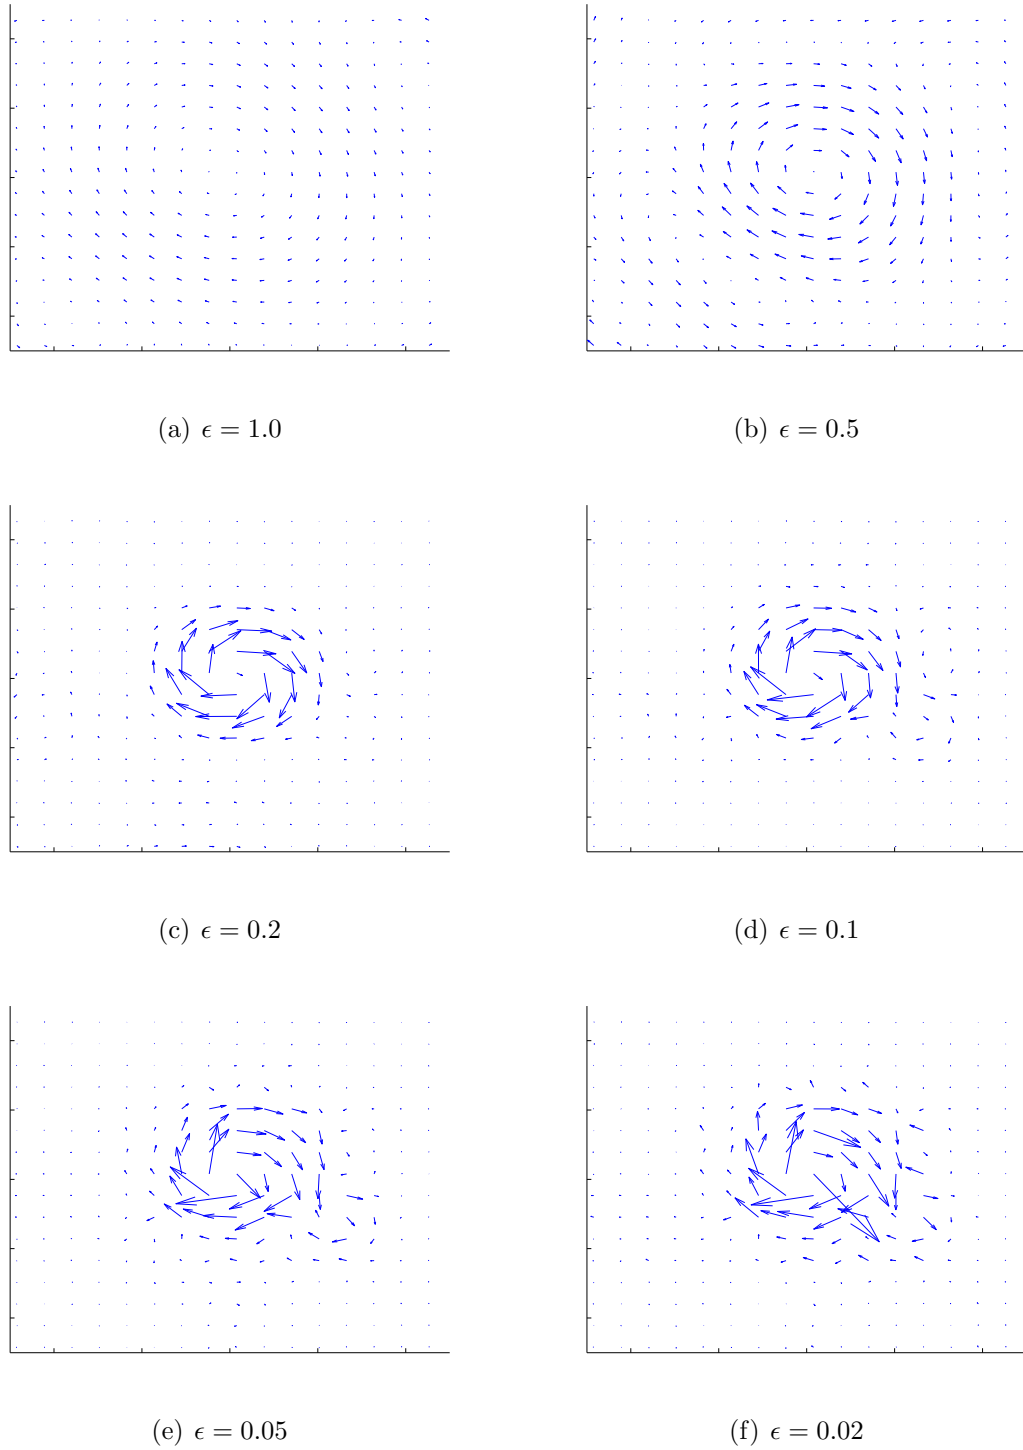 (a) ϵ = 1.0
(b) ϵ = 0.5
(c) ϵ = 0.2
(d) ϵ = 0.1
(e) ϵ = 0.05
(f) ϵ = 0.02